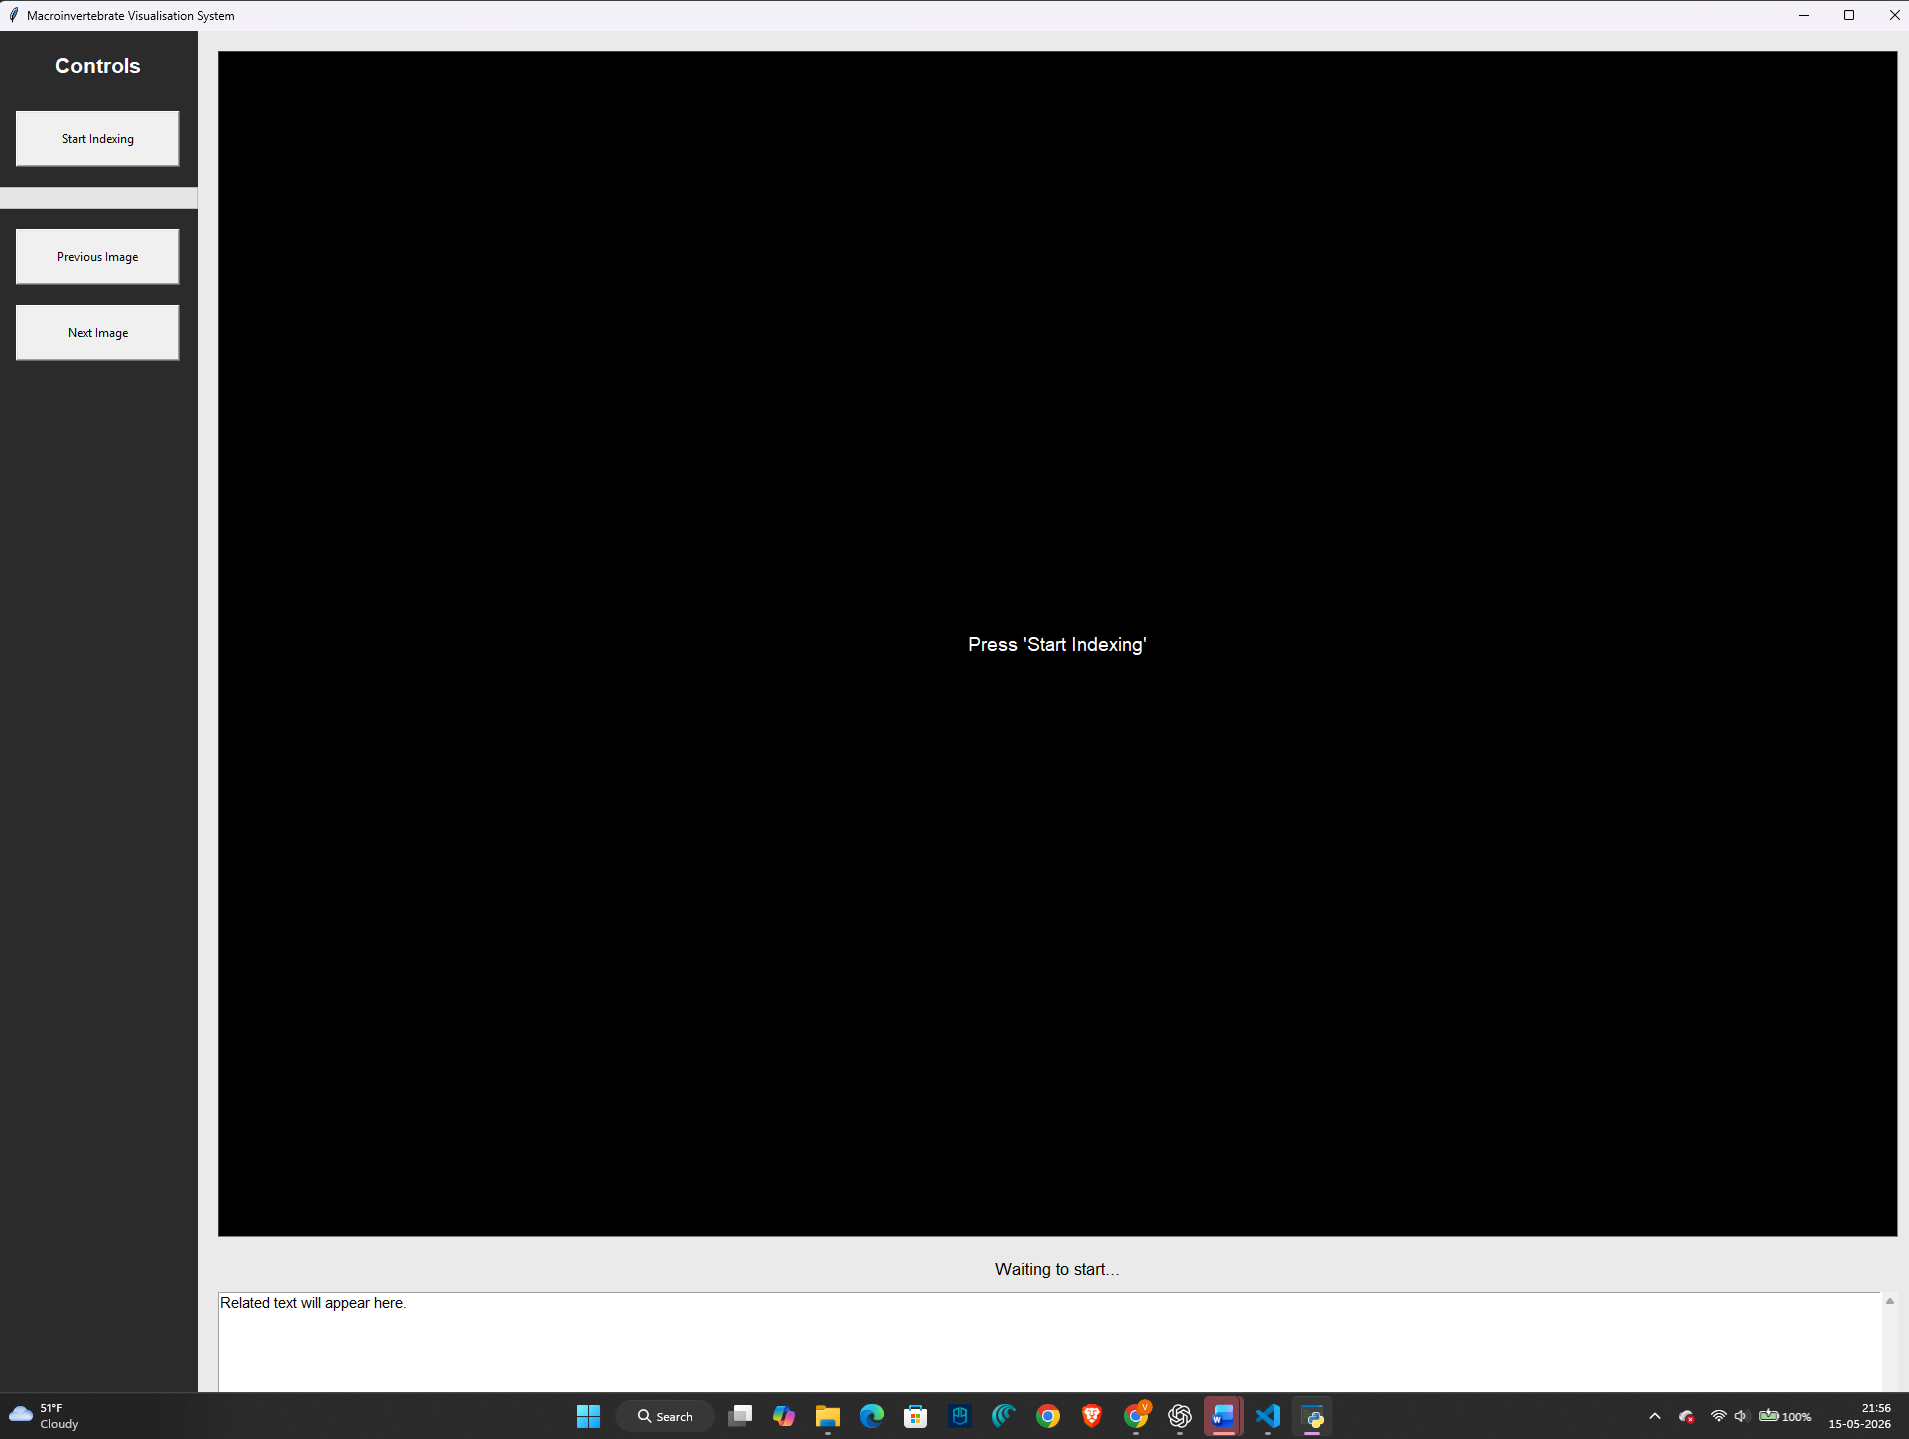 Macroinvertebrate Visualisation System
Controls
Start Indexing
Previous Image
Next Image
Press 'Start Indexing'
Waiting to start...
Related text will appear here.
51°F
Cloudy
Search
V
W
100%
21:56
15-05-2026